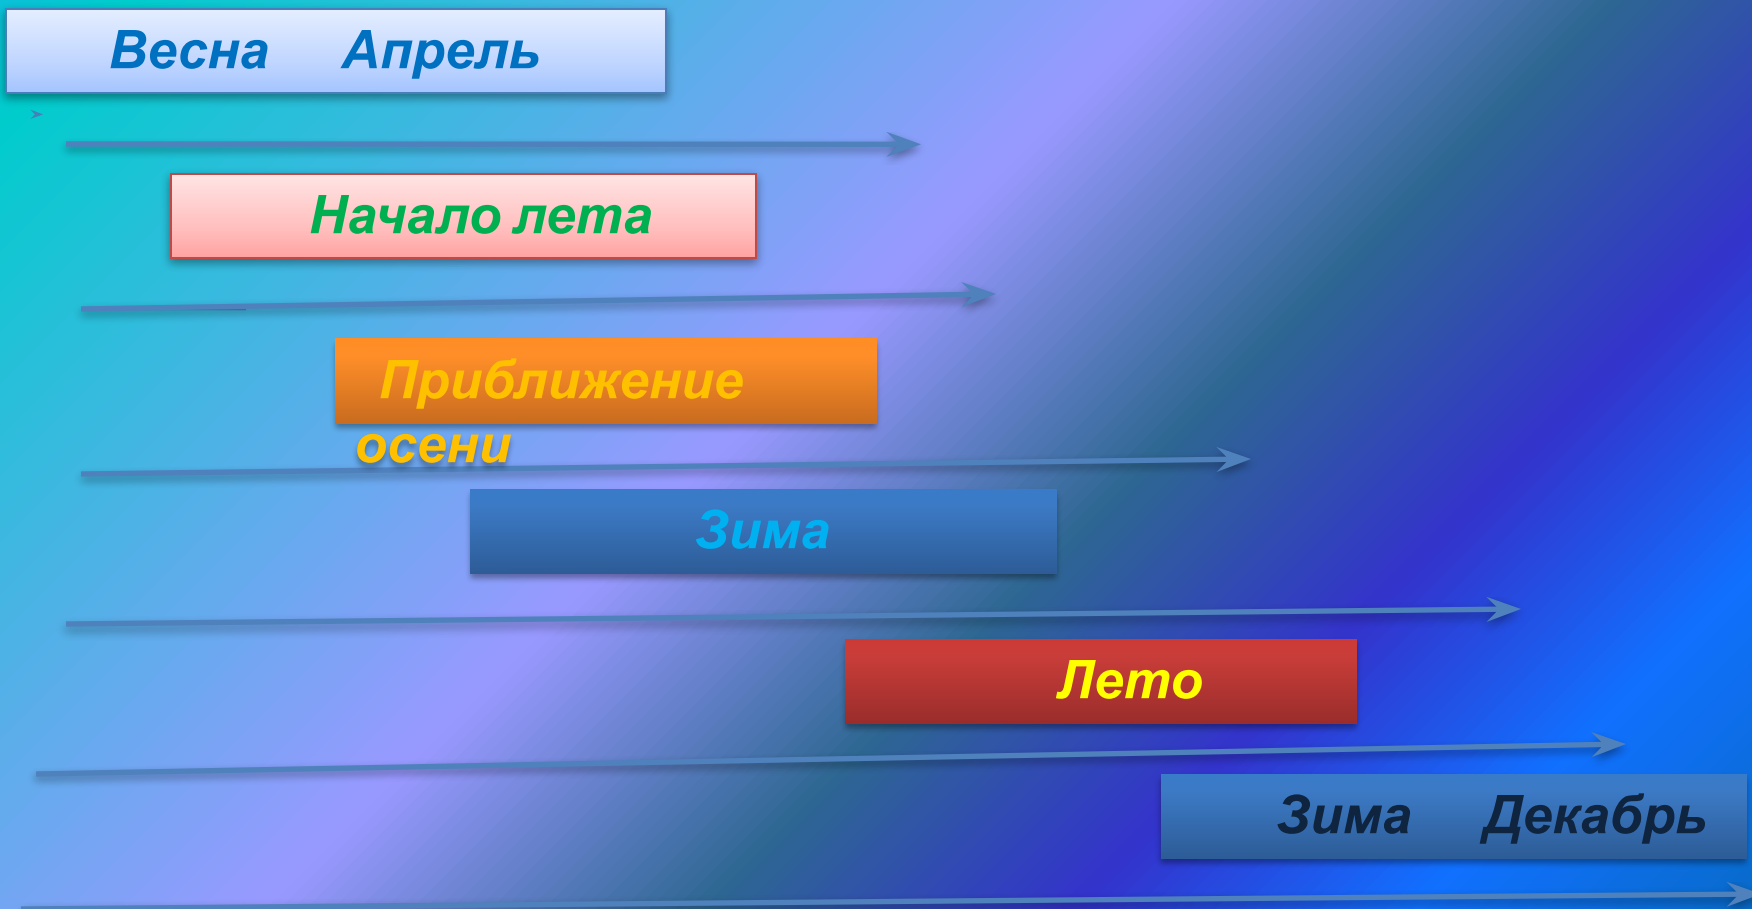 Весна Апрель
Начало лета
Приближение
осени
Зима
Лето
Зима Декабрь